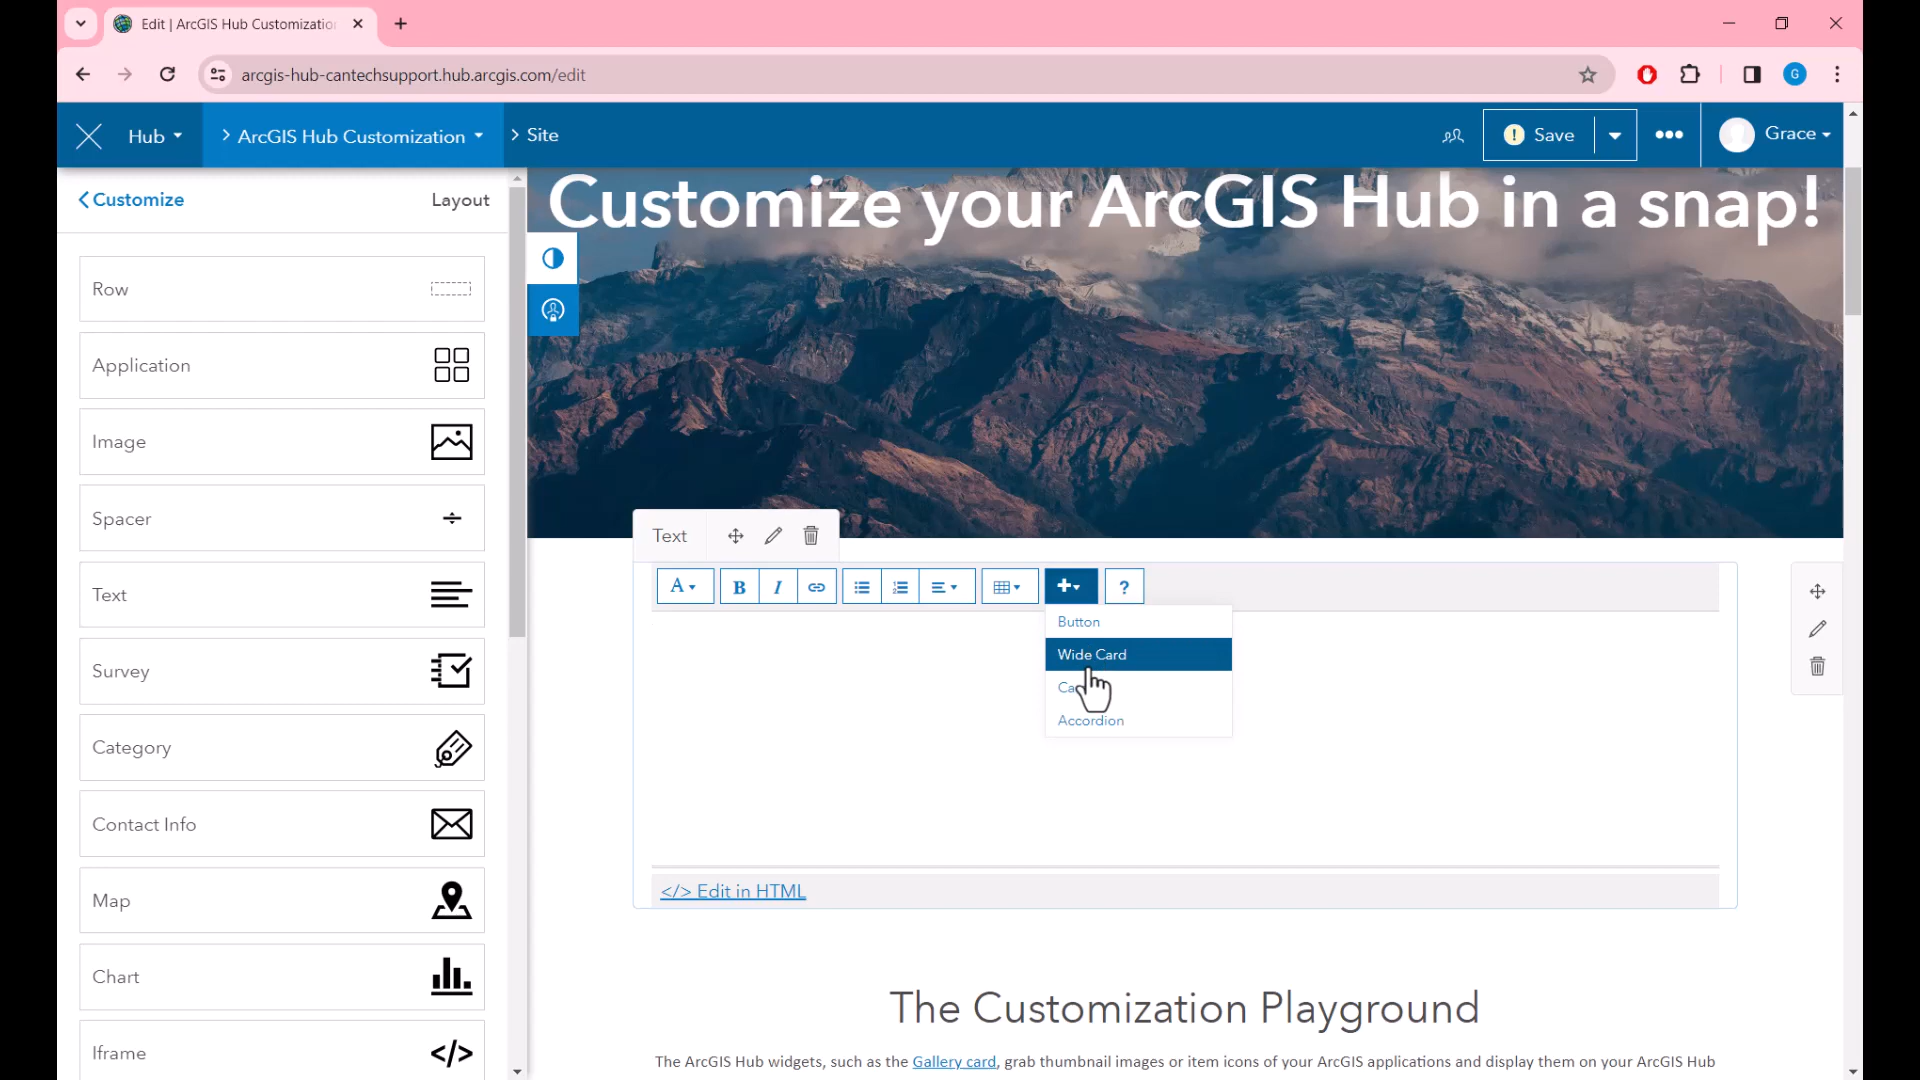 Edit | ArcGIS Hub Customizatio
arcgis-hub-cantechsupport.hub.arcgis.com/edit
G
Hub
ArcGIS Hub Customization
Site
! Save
Grace
Customize
Layout
Row
Application
Image
Spacer
Text
Survey
Category
Contact Info
Map
Chart
Iframe
Customize your ArcGIS Hub in a snap!
Text
A B I ?
Button
Wide Card
Accordion
</> Edit in HTML
The Customization Playground
The ArcGIS Hub widgets, such as the Gallery card, grab thumbnail images or item icons of your ArcGIS applications and display them on your ArcGIS Hub